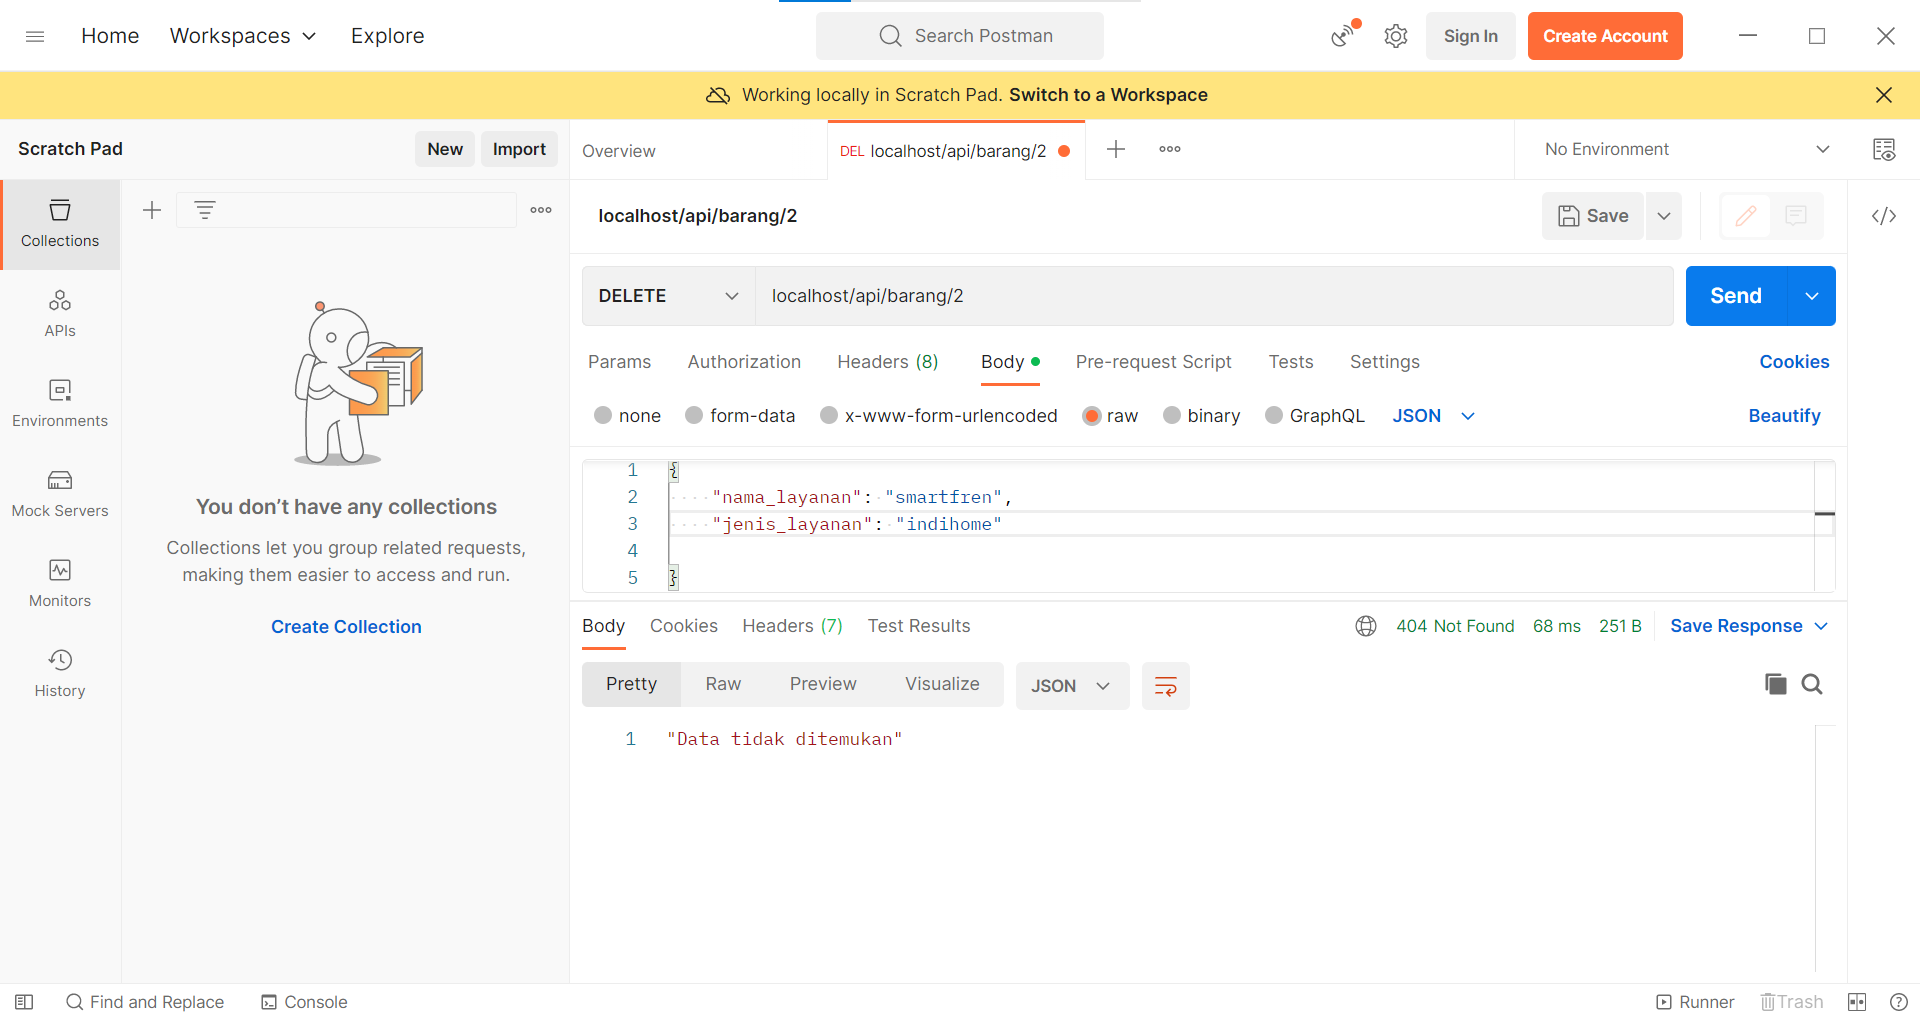 Home Workspaces Explore Search Postman Sign In Create Account
Working locally in Scratch Pad. Switch to a Workspace
Scratch Pad New Import Overview DEL localhost/api/barang/2 No Environment
Collections
APIs
Environments
Mock Servers
Monitors
History
You don’t have any collections
Collections let you group related requests,
making them easier to access and run.
Create Collection
localhost/api/barang/2 Save
DELETE localhost/api/barang/2 Send
Params Authorization Headers (8) Body Pre-request Script Tests Settings Cookies
none form-data x-www-form-urlencoded raw binary GraphQL JSON Beautify
1 {
2 "nama_layanan": "smartfren",
3 "jenis_layanan": "indihome"
4
5 }
Body Cookies Headers (7) Test Results 404 Not Found 68 ms 251 B Save Response
Pretty Raw Preview Visualize JSON
1 "Data tidak ditemukan"
Find and Replace Console Runner Trash